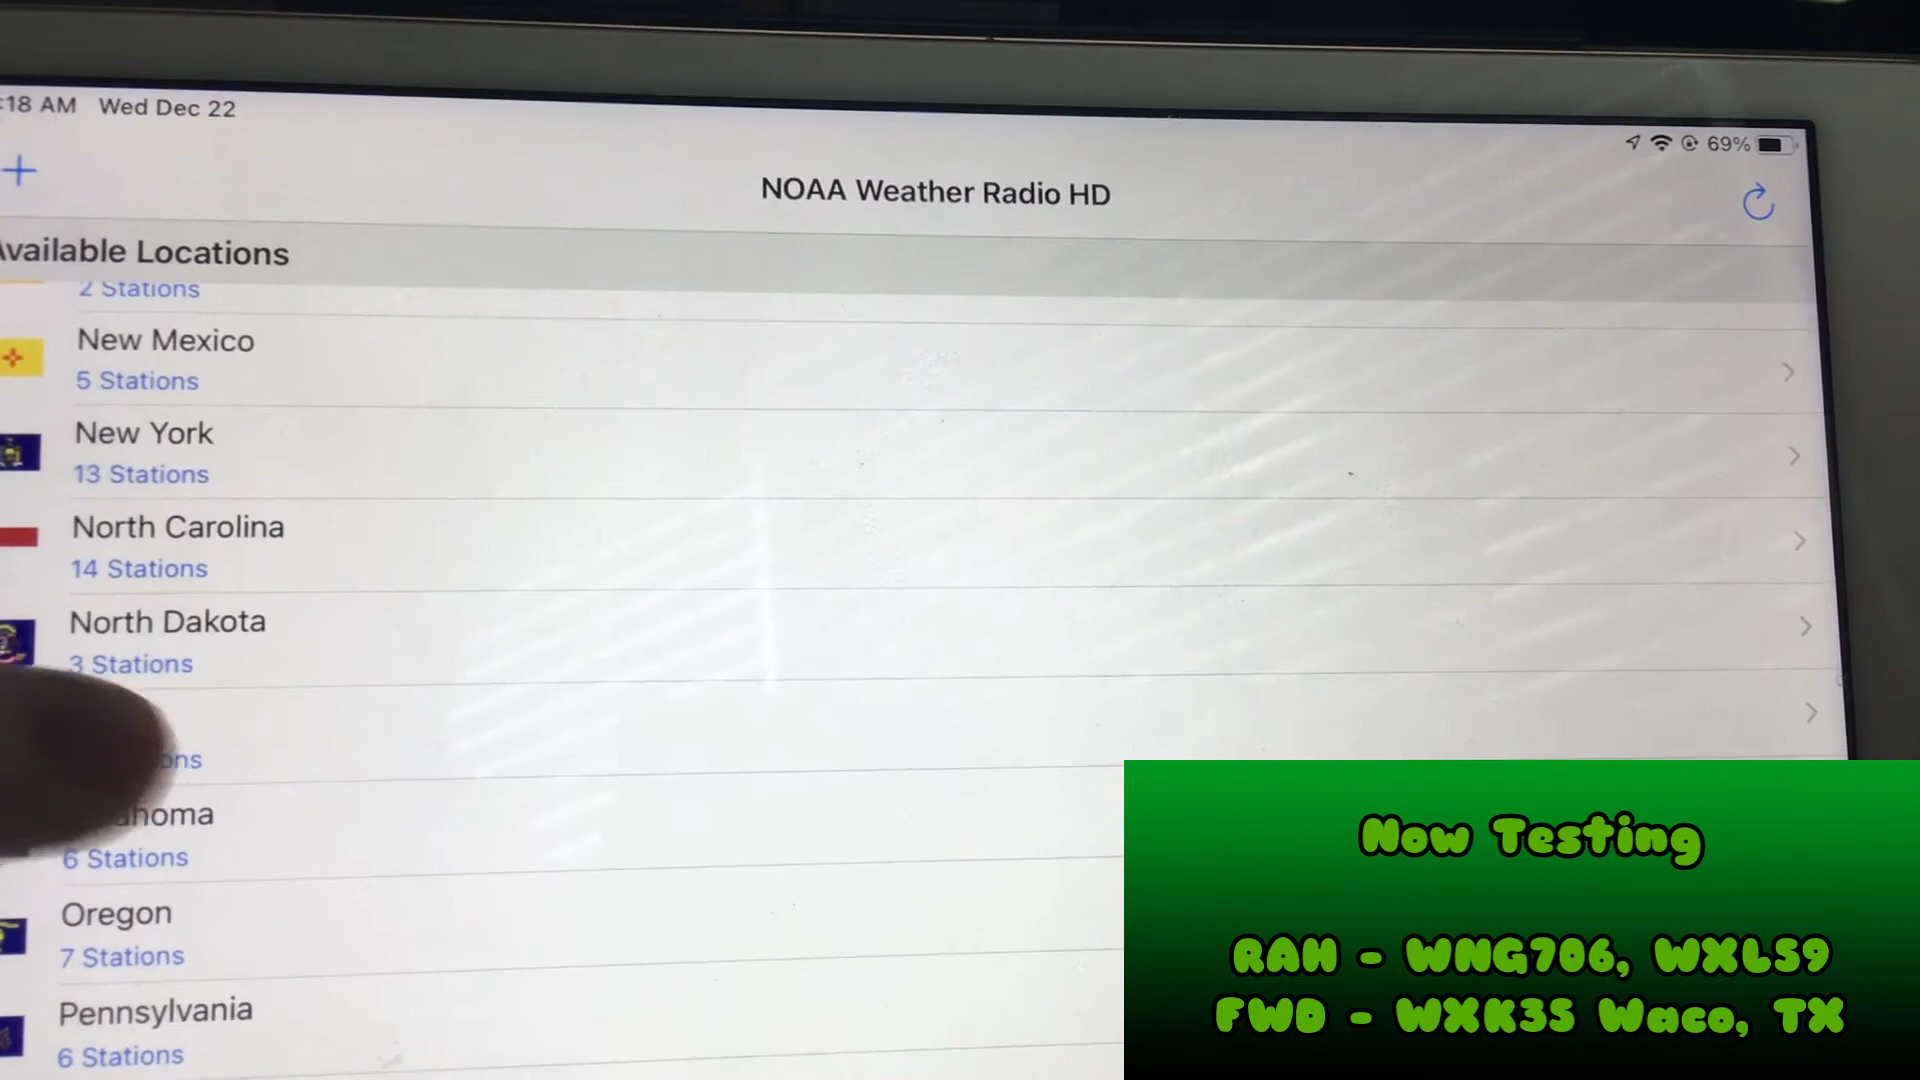 :18 AM Wed Dec 22
69%
NOAA Weather Radio HD
Available Locations
2 Stations
New Mexico
5 Stations
New York
13 Stations
North Carolina
14 Stations
North Dakota
3 Stations
6 Stations
Oregon
7 Stations
Pennsylvania
6 Stations
Now Testing
RAH - WNG706, WXL59
FWD - WXK35 Waco, TX